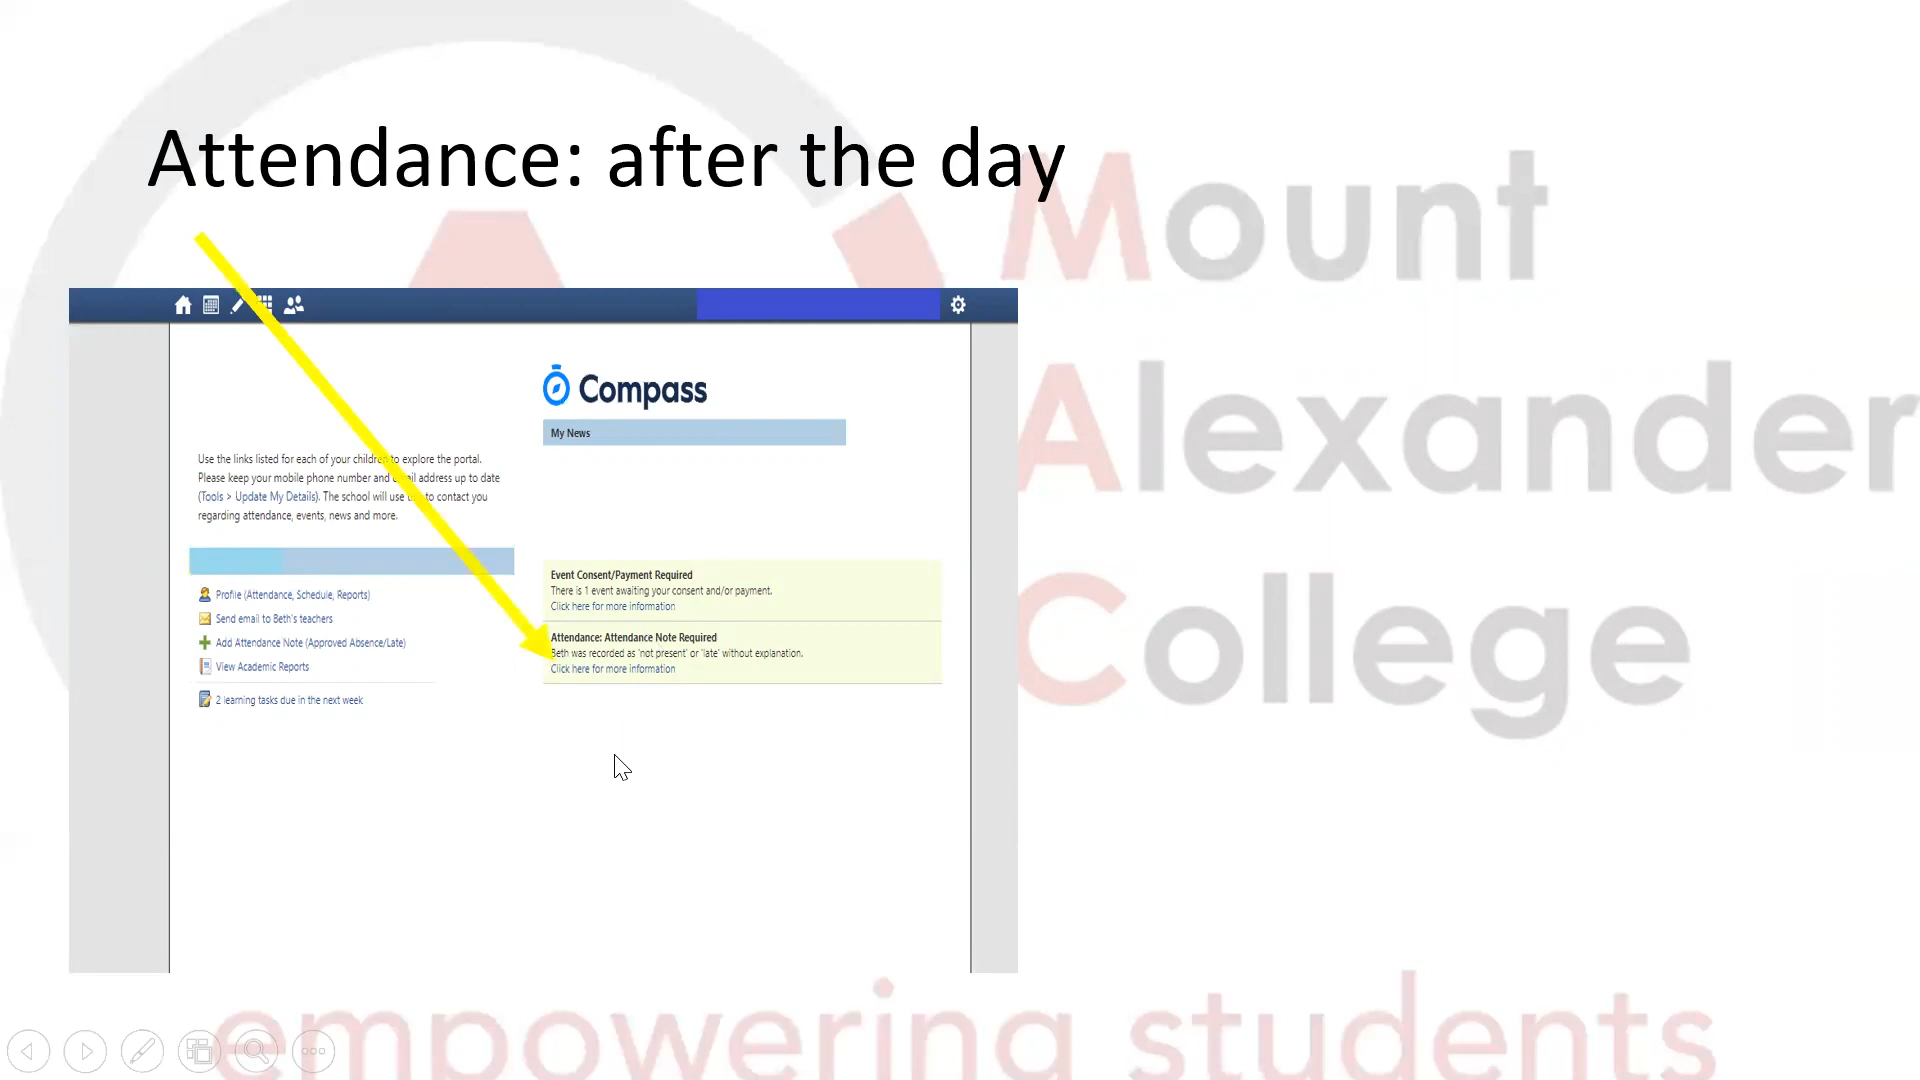 Attendance: after the day
Mount
Alexander
College
empowering students
Compass
My News
Use the links listed for each of your children to explore the portal.
Please keep your mobile phone number and email address up to date
(Tools > Update My Details). The school will use this to contact you
regarding attendance, events, news and more.
Profile (Attendance, Schedule, Reports)
Send email to Beth's teachers
Add Attendance Note (Approved Absence/Late)
View Academic Reports
2 learning tasks due in the next week
Event Consent/Payment Required
There is 1 event awaiting your consent and/or payment.
Click here for more information
Attendance: Attendance Note Required
Beth was recorded as 'not present' or 'late' without explanation.
Click here for more information